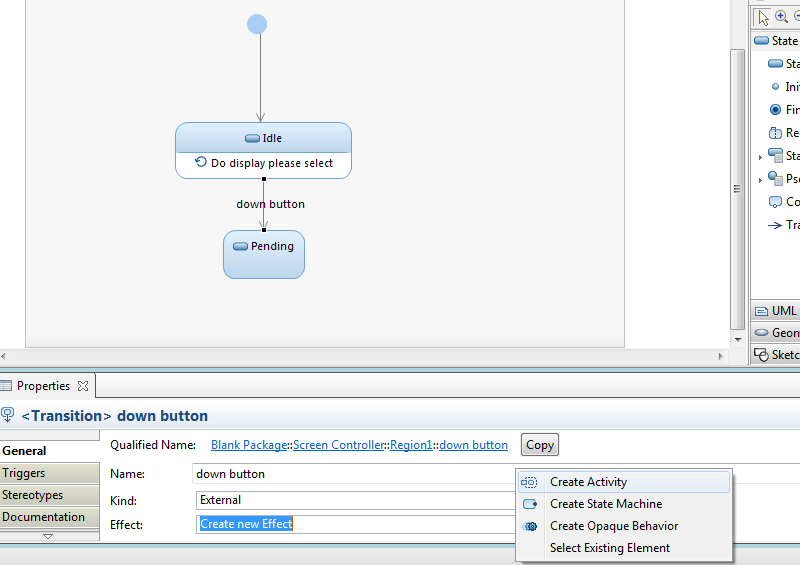 Idle
Do display please select
down button
Pending
State
Sta
Ini
Fin
Re
Sta
Pse
Co
Tra
UML
Geom
Sketc
Properties
<Transition> down button
General
Triggers
Stereotypes
Documentation
Qualified Name: Blank Package::Screen Controller::Region1::down button Copy
Name: down button
Kind: External
Effect: Create new Effect
Create Activity
Create State Machine
Create Opaque Behavior
Select Existing Element